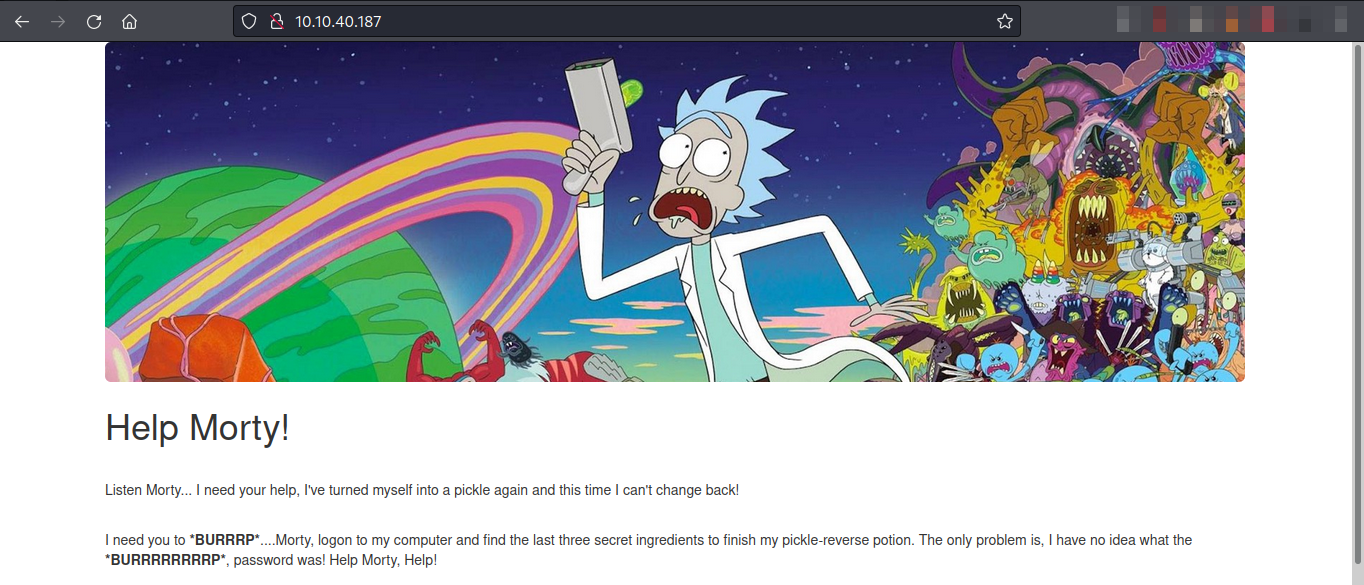 10.10.40.187
Help Morty!
Listen Morty... I need your help, I've turned myself into a pickle again and this time I can't change back!
I need you to *BURRRP*....Morty, logon to my computer and find the last three secret ingredients to finish my pickle-reverse potion. The only problem is, I have no idea what the
*BURRRRRRRRP*, password was! Help Morty, Help!